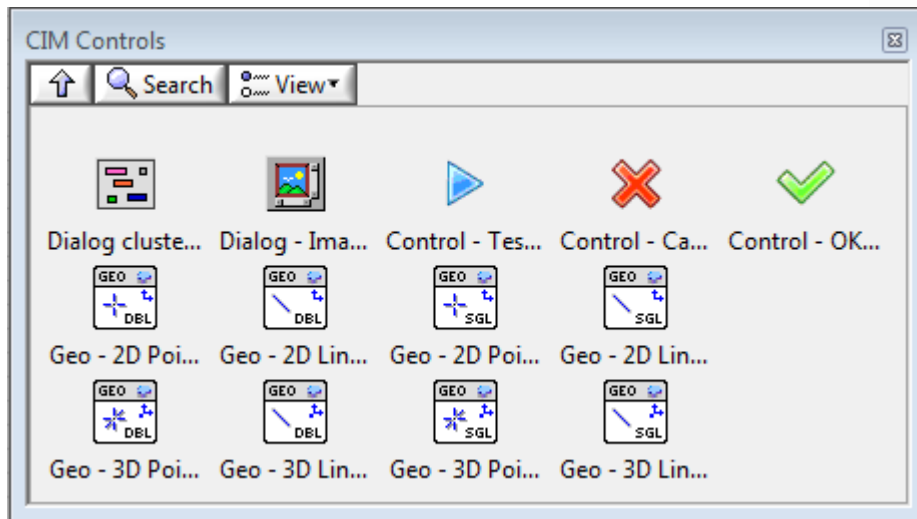 CIM Controls
Search View
Dialog cluste... Dialog - Ima... Control - Tes... Control - Ca... Control - OK...
GEO GEO GEO GEO
DBL DBL SGL SGL
Geo - 2D Poi... Geo - 2D Lin... Geo - 2D Poi... Geo - 2D Lin...
GEO GEO GEO GEO
DBL DBL SGL SGL
Geo - 3D Poi... Geo - 3D Lin... Geo - 3D Poi... Geo - 3D Lin...